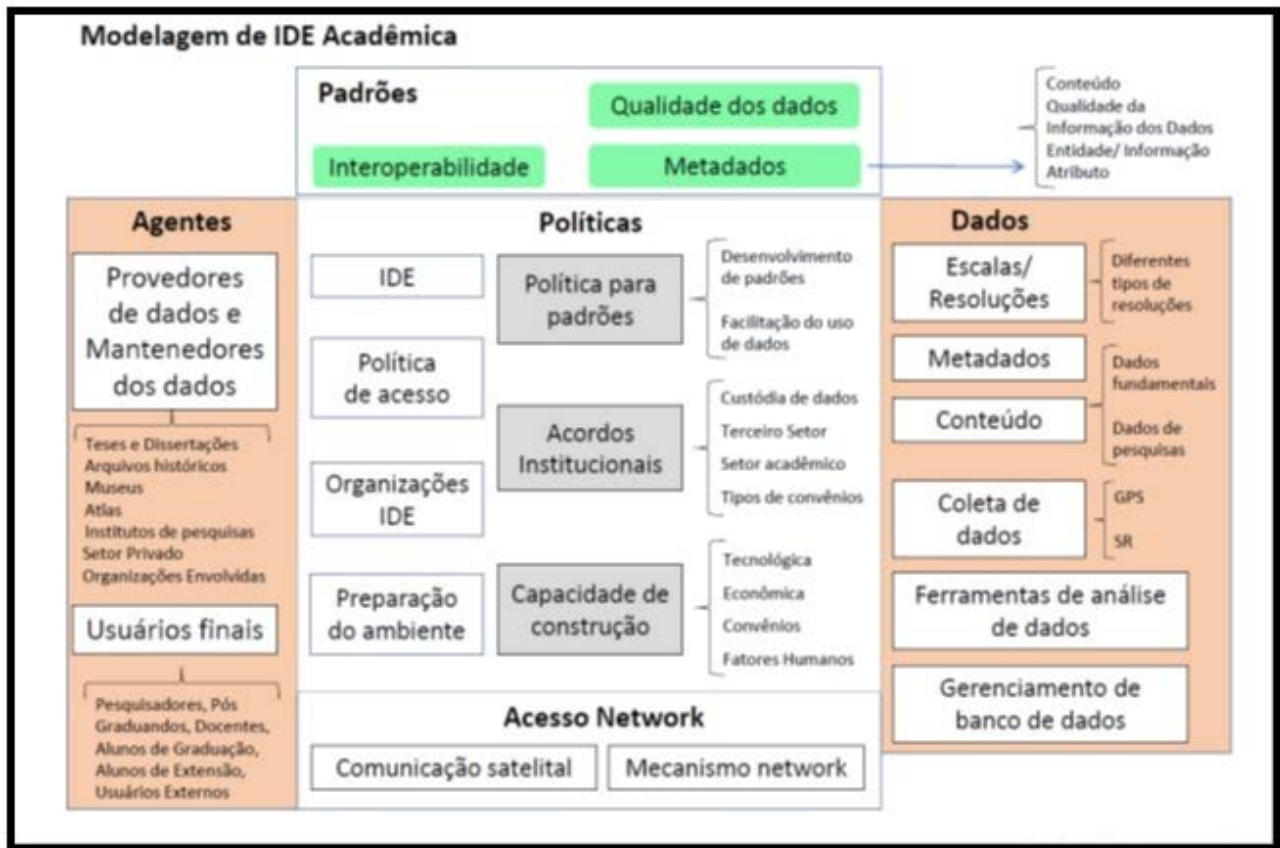 Modelagem de IDE Acadêmica
Padrões
Qualidade dos dados
Interoperabilidade
Metadados
Conteúdo
Qualidade da
Informação dos Dados
Entidade/ Informação
Atributo
Agentes
Provedores
de dados e
Mantenedores
dos dados
Teses e Dissertações
Arquivos históricos
Museus
Atlas
Institutos de pesquisas
Setor Privado
Organizações Envolvidas
Usuários finais
Pesquisadores, Pós
Graduandos, Docentes,
Alunos de Graduação,
Alunos de Extensão,
Usuários Externos
Políticas
IDE
Política
de acesso
Organizações
IDE
Preparação
do ambiente
Política para
padrões
Desenvolvimento
de padrões
Facilitação do uso
de dados
Acordos
Institucionais
Custódia de dados
Terceiro Setor
Setor acadêmico
Tipos de convênios
Capacidade de
construção
Tecnológica
Econômica
Convênios
Fatores Humanos
Acesso Network
Comunicação satelital
Mecanismo network
Dados
Escalas/
Resoluções
Diferentes
tipos de
resoluções
Metadados
Conteúdo
Dados
fundamentais
Dados de
pesquisas
Coleta de
dados
GPS
SR
Ferramentas de análise
de dados
Gerenciamento de
banco de dados